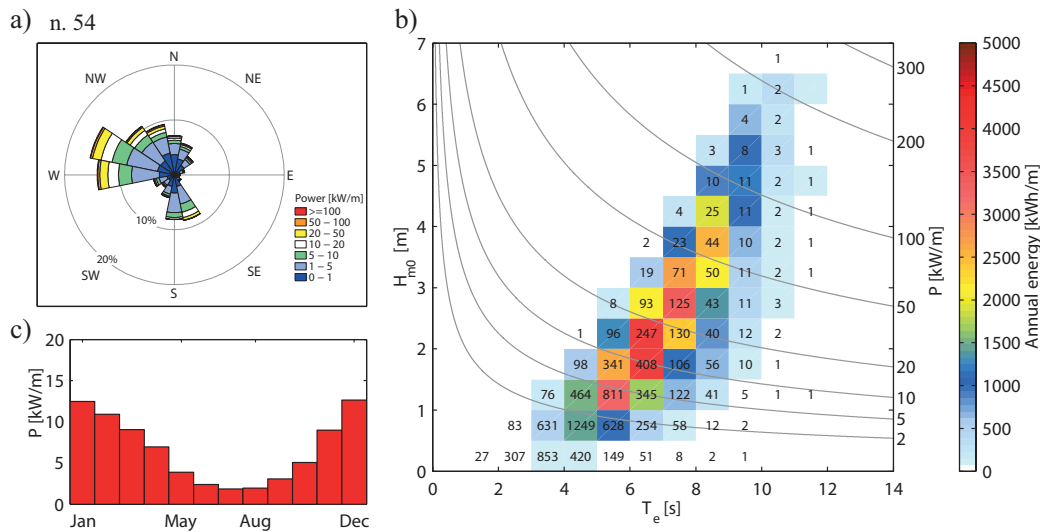 a) n. 54
N
NW
NE
W
E
10%
20%
SW
SE
S
Power [kW/m]
>=100
50 − 100
20 − 50
10 − 20
5 − 10
1 − 5
0 − 1
b)
7
6
5
4
3
2
1
0
H m0 [m]
1
1 2
4 2
3 8 3 1
10 11 2 1
4 25 11 2 1
2 23 44 10 2 1
19 71 50 11 2 1
8 93 125 43 11 3
1 96 247 130 40 12 2
98 341 408 106 56 10 1
76 464 811 345 122 41 5 1 1
83 631 1249 628 254 58 12 2
27 307 853 420 149 51 8 2 1
0 2 4 6 8 10 12 14
T e [s]
300
200
100
50
20
10
5
2
P [kW/m]
5000
4500
4000
3500
3000
2500
2000
1500
1000
500
0
Annual energy [kWh/m]
c)
20
15
10
5
0
P [kW/m]
Jan May Aug Dec